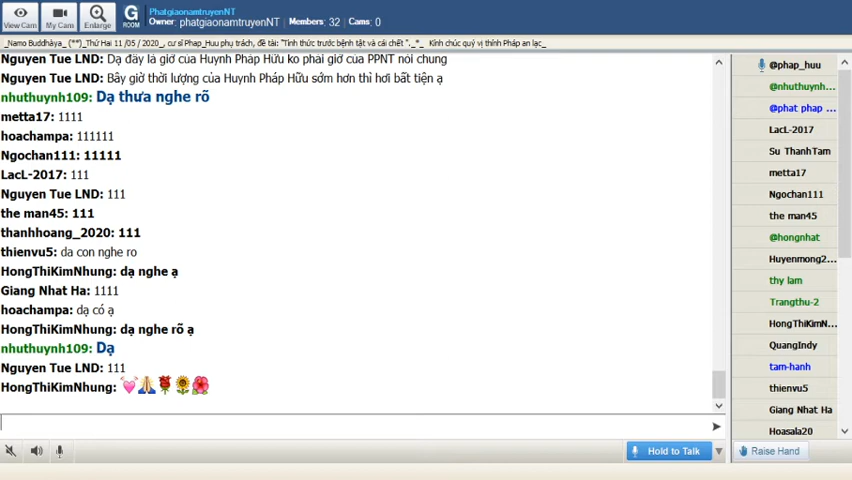 View Cam
My Cam
Enlarge
G
ROOM
PhatgiaonamtruyenNT
Owner: phatgiaonamtruyenNT Members: 32 Cams: 0
_Namo Buddhàya_ (**)_Thứ Hai 11 /05 / 2020_, cư sĩ Phap_Huu phụ trách, đề tài: "Tỉnh thức trước bệnh tật và cái chết "._*_ Kính chúc quý vị thính Pháp an lạc_
Nguyen Tue LND: Dạ đây là giờ của Huynh Pháp Hữu ko phải giờ của PPNT nói chung
Nguyen Tue LND: Bây giờ thời lượng của Huynh Pháp Hữu sớm hơn thì hơi bất tiện ạ
nhuthuynh109: Dạ thưa nghe rõ
metta17: 1111
hoachampa: 111111
Ngochan111: 11111
LacL-2017: 111
Nguyen Tue LND: 111
the man45: 111
thanhhoang_2020: 111
thienvu5: da con nghe ro
HongThiKimNhung: dạ nghe ạ
Giang Nhat Ha: 1111
hoachampa: dạ có ạ
HongThiKimNhung: dạ nghe rõ ạ
nhuthuynh109: Dạ
Nguyen Tue LND: 111
HongThiKimNhung: 💓🙏🌹🌻🌺
Hold to Talk
@phap_huu
@nhuthuynh...
@phat phap ...
LacL-2017
Su ThanhTam
metta17
Ngochan111
the man45
@hongnhat
Huyenmong2...
thy lam
Trangthu-2
HongThiKimN...
QuangIndy
tam-hanh
thienvu5
Giang Nhat Ha
Hoasala20
Raise Hand